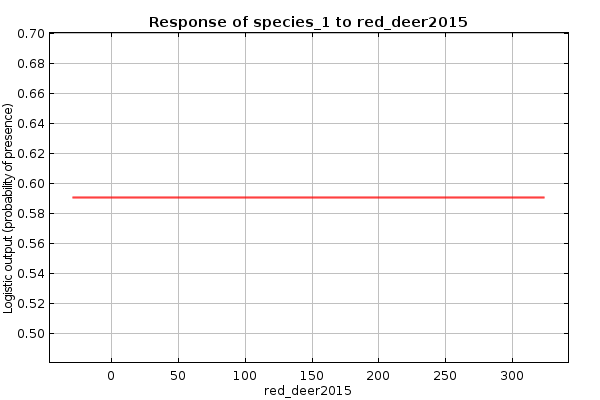 Response of species_1 to red_deer2015
Logistic output (probability of presence)
0.70
0.68
0.66
0.64
0.62
0.60
0.58
0.56
0.54
0.52
0.50
0 50 100 150 200 250 300
red_deer2015